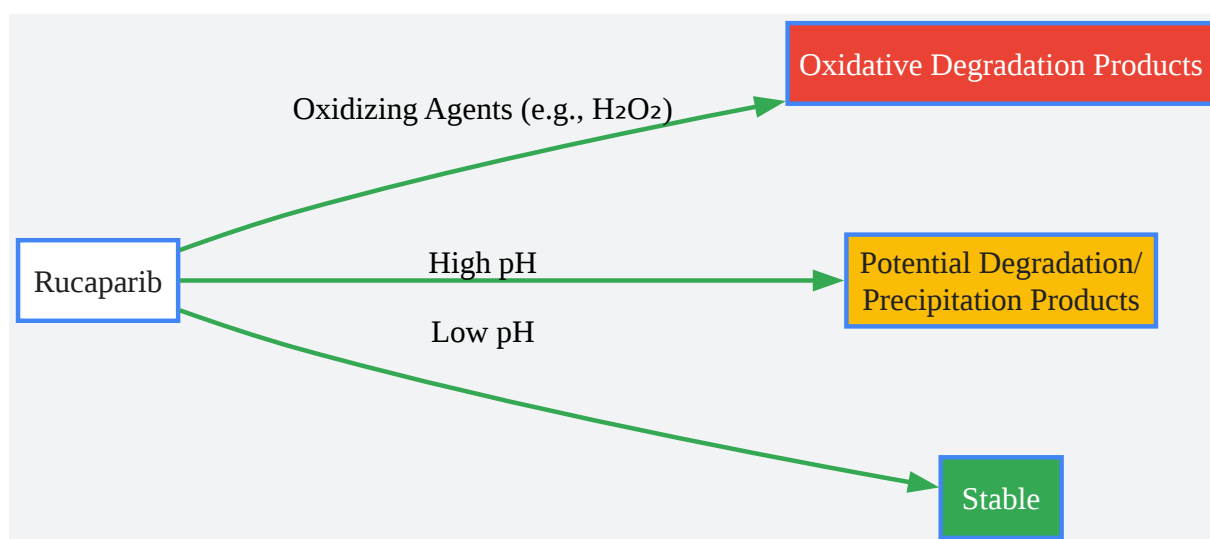 Oxidative Degradation Products
Oxidizing Agents (e.g., H₂O₂)
Rucaparib
High pH
Potential Degradation/
Precipitation Products
Low pH
Stable